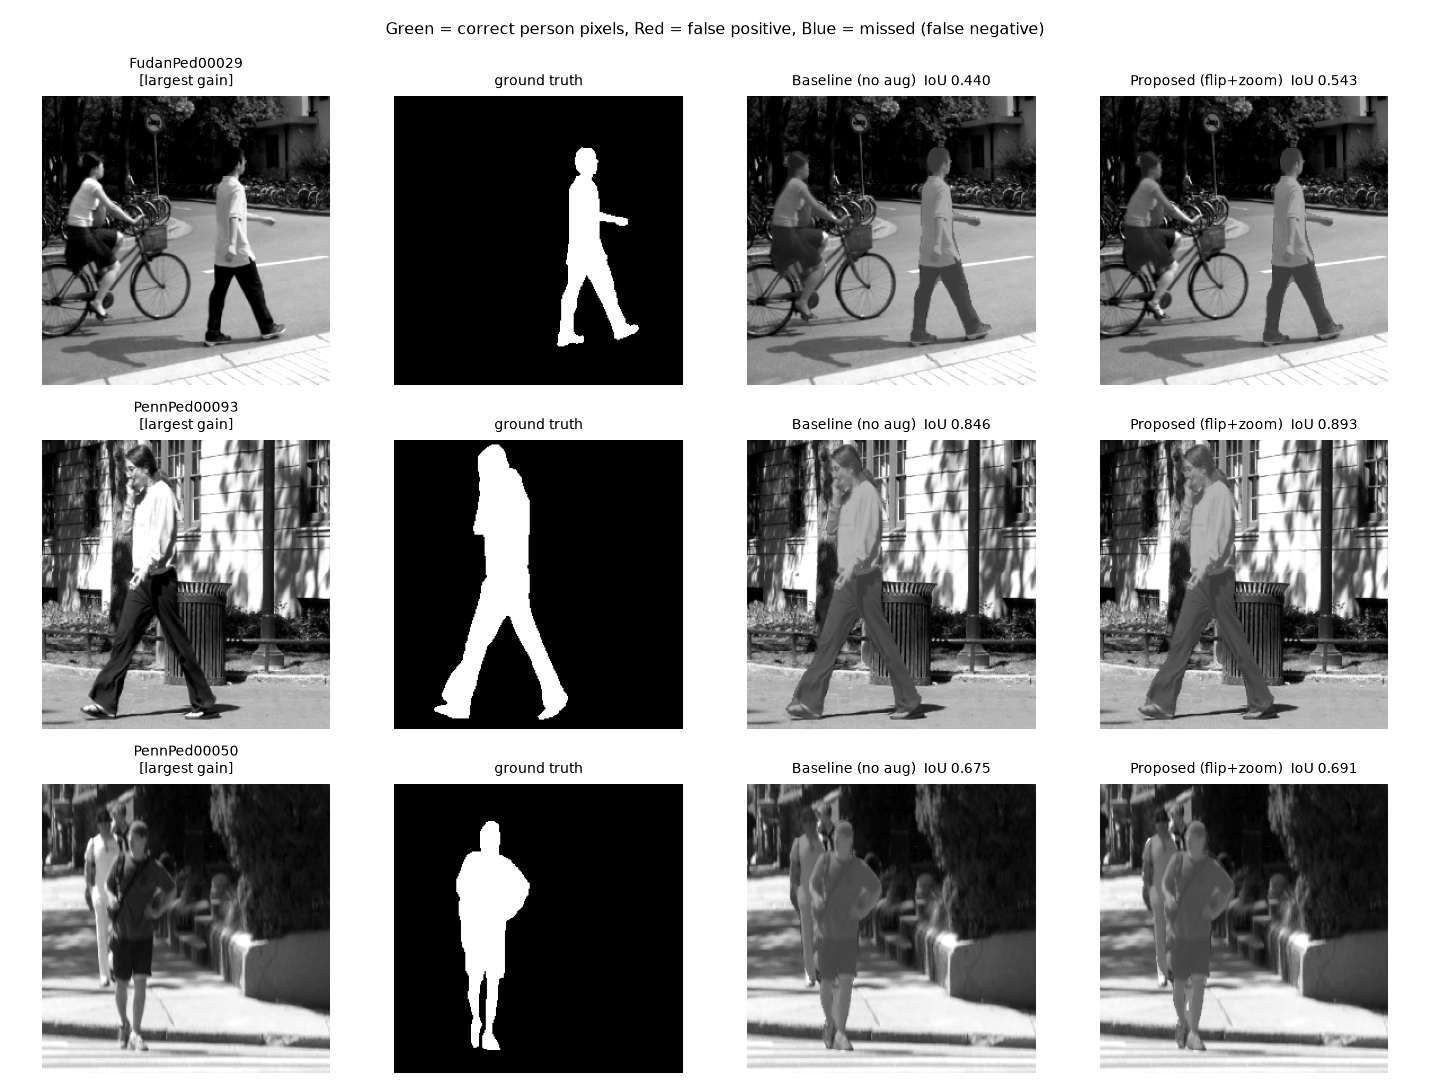 Green = correct person pixels, Red = false positive, Blue = missed (false negative)
FudanPed00029
[largest gain]
ground truth
Baseline (no aug)  IoU 0.440
Proposed (flip+zoom)  IoU 0.543
PennPed00093
[largest gain]
ground truth
Baseline (no aug)  IoU 0.846
Proposed (flip+zoom)  IoU 0.893
PennPed00050
[largest gain]
ground truth
Baseline (no aug)  IoU 0.675
Proposed (flip+zoom)  IoU 0.691